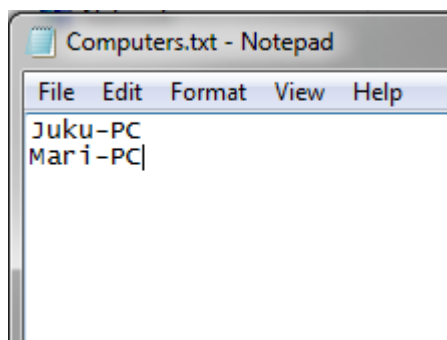 Computers.txt - Notepad
File Edit Format View Help
Juku-PC
Mari-PC